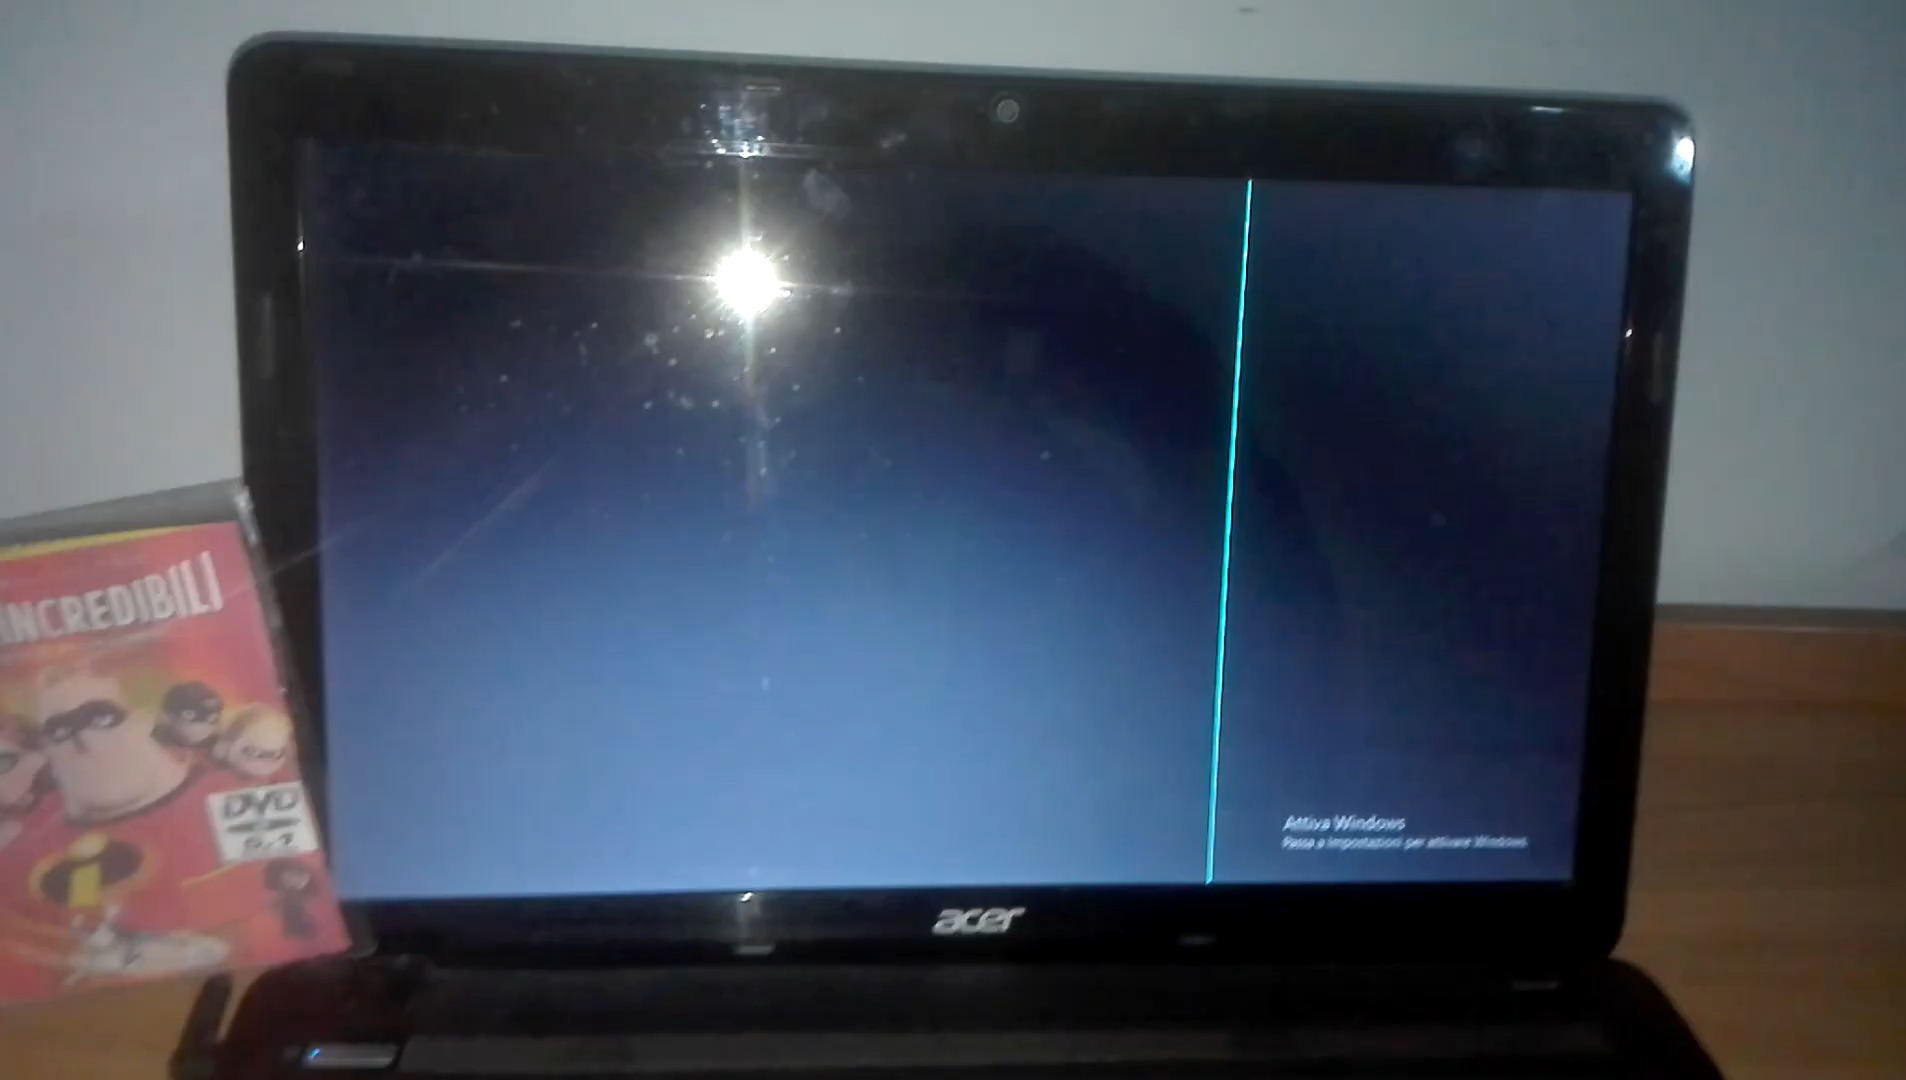 INCREDIBILI
DVD
acer
Attiva Windows
Passa a Impostazioni per attivare Windows.